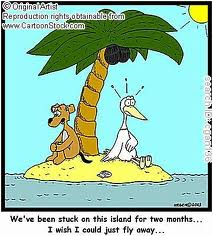 © Original Artist
Reproduction rights obtainable from
www.CartoonStock.com
We've been stuck on this island for two months...
I wish I could just fly away...